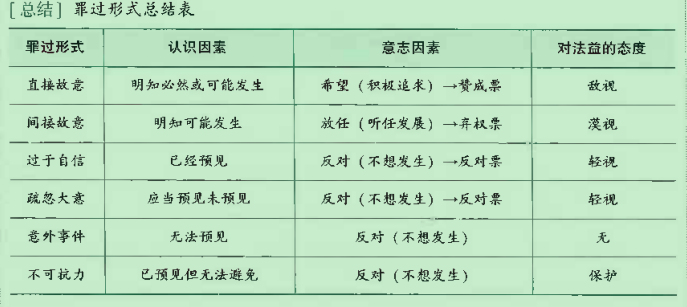 [总结] 罪过形式总结表
罪过形式 认识因素 意志因素 对法益的态度
直接故意 明知必然或可能发生 希望（积极追求）→赞成票 敌视
间接故意 明知可能发生 放任（听任发展）→弃权票 漠视
过于自信 已经预见 反对（不想发生）→反对票 轻视
疏忽大意 应当预见未预见 反对（不想发生）→反对票 轻视
意外事件 无法预见 反对（不想发生） 无
不可抗力 已预见但无法避免 反对（不想发生） 保护